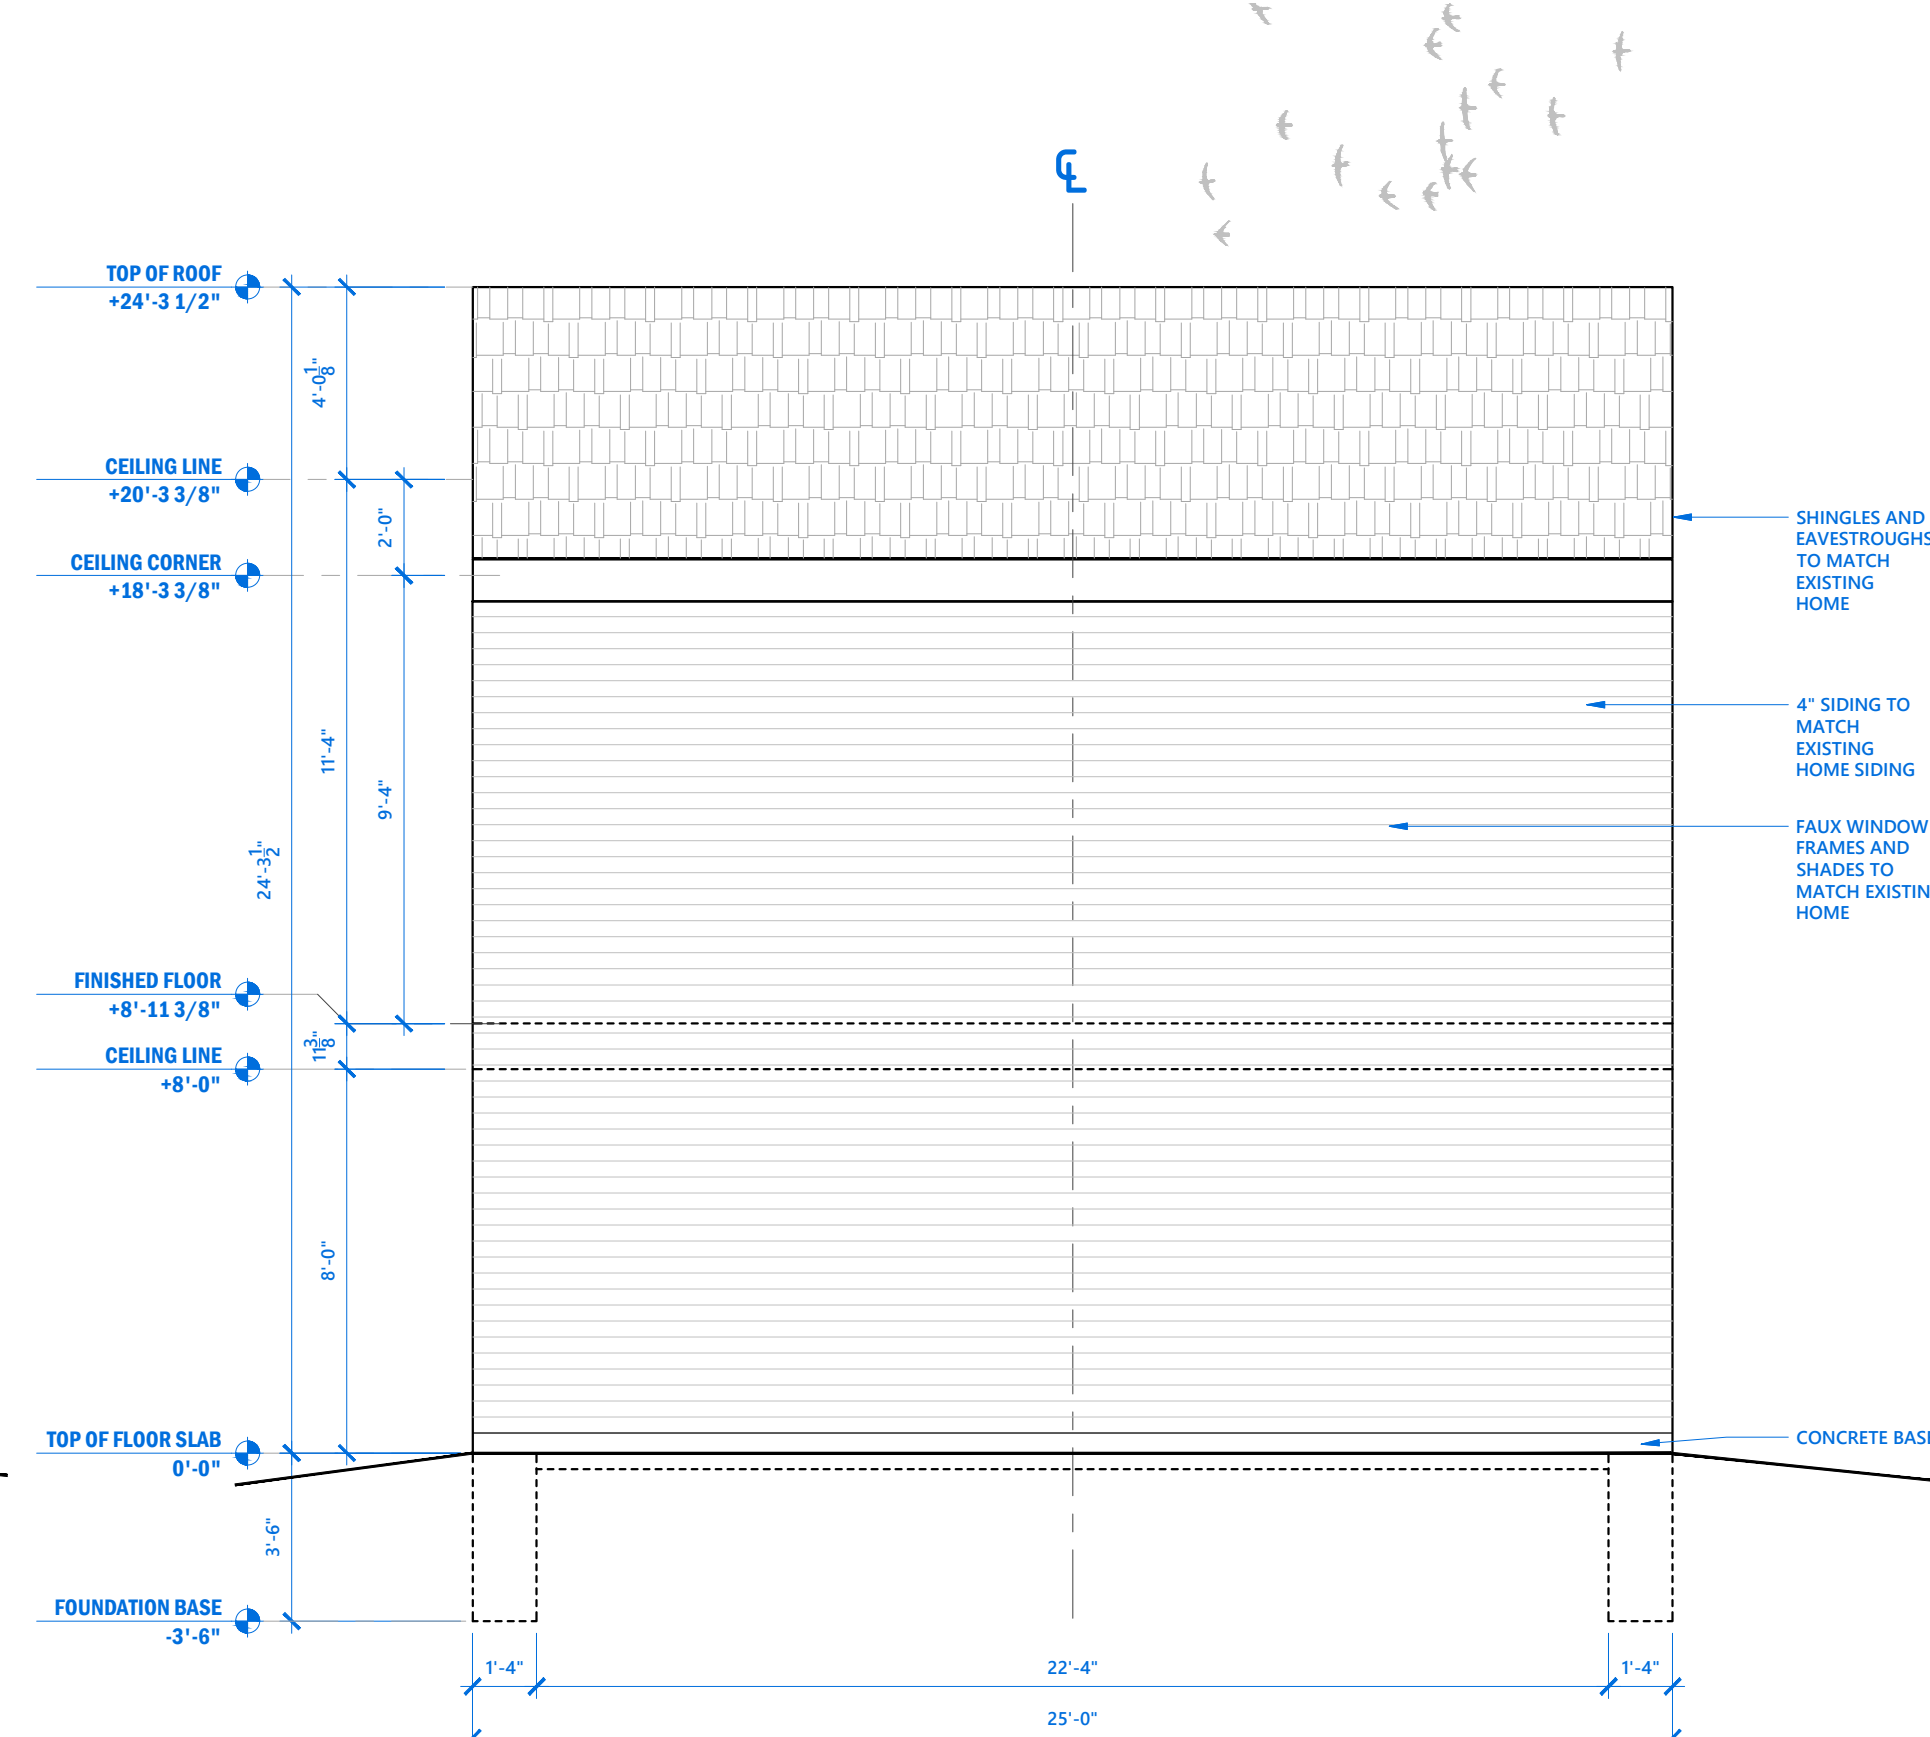 ℄
TOP OF ROOF
+24'-3 1/2"
4'-0 1/8"
CEILING LINE
+20'-3 3/8"
2'-0"
CEILING CORNER
+18'-3 3/8"
SHINGLES AND
EAVESTROUGHS
TO MATCH
EXISTING
HOME
4" SIDING TO
MATCH
EXISTING
HOME SIDING
11'-4"
9'-4"
FAUX WINDOW
FRAMES AND
SHADES TO
MATCH EXISTIN
HOME
24'-3 1/2"
FINISHED FLOOR
+8'-11 3/8"
11 3/8"
CEILING LINE
+8'-0"
8'-0"
TOP OF FLOOR SLAB
0'-0"
CONCRETE BASE
3'-6"
FOUNDATION BASE
-3'-6"
1'-4"
22'-4"
1'-4"
25'-0"